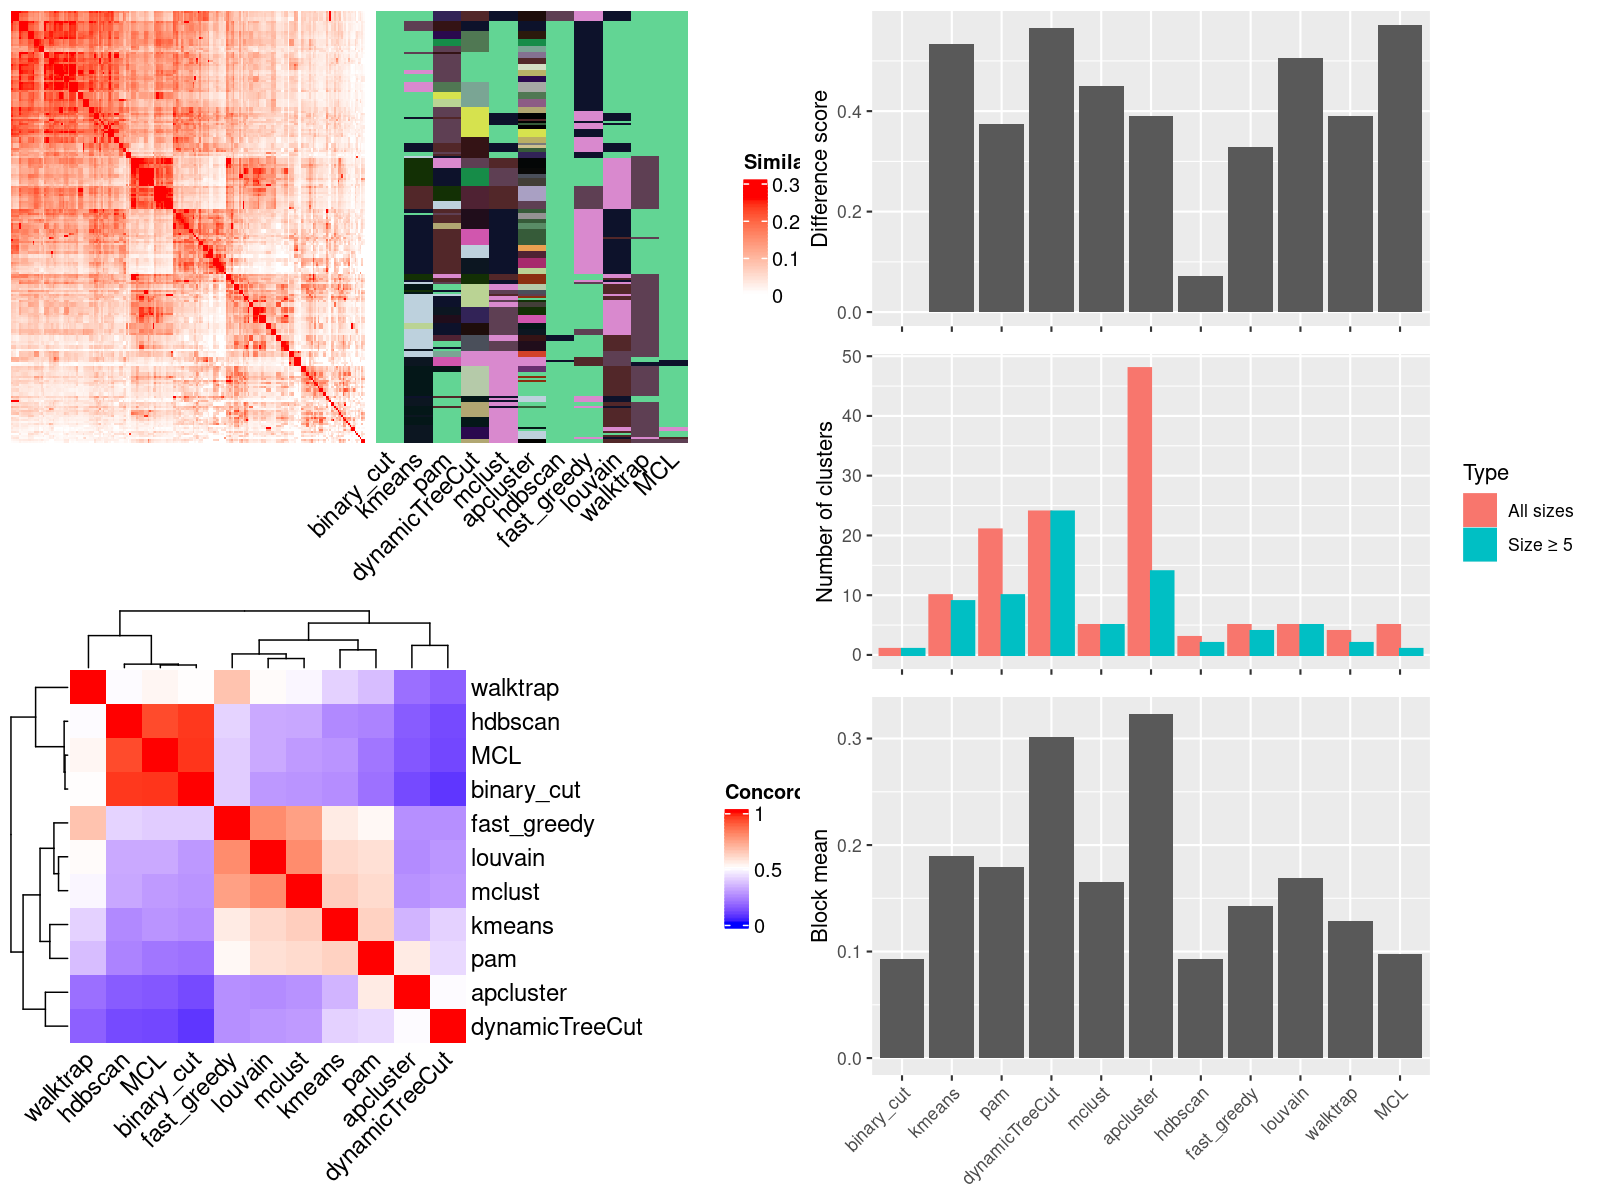 Simila
0.3
0.2
0.1
0
binary_cut
kmeans
pam
dynamicTreeCut
mclust
apcluster
hdbscan
fast_greedy
louvain
walktrap
MCL
walktrap
hdbscan
MCL
binary_cut
fast_greedy
louvain
mclust
kmeans
pam
apcluster
dynamicTreeCut
walktrap
hdbscan
MCL
binary_cut
fast_greedy
louvain
mclust
kmeans
pam
apcluster
dynamicTreeCut
Concord
1
0.5
0
Difference score
0.4
0.2
0.0
Number of clusters
50
40
30
20
10
0
Type
All sizes
Size ≥ 5
Block mean
0.3
0.2
0.1
0.0
binary_cut
kmeans
pam
dynamicTreeCut
mclust
apcluster
hdbscan
fast_greedy
louvain
walktrap
MCL